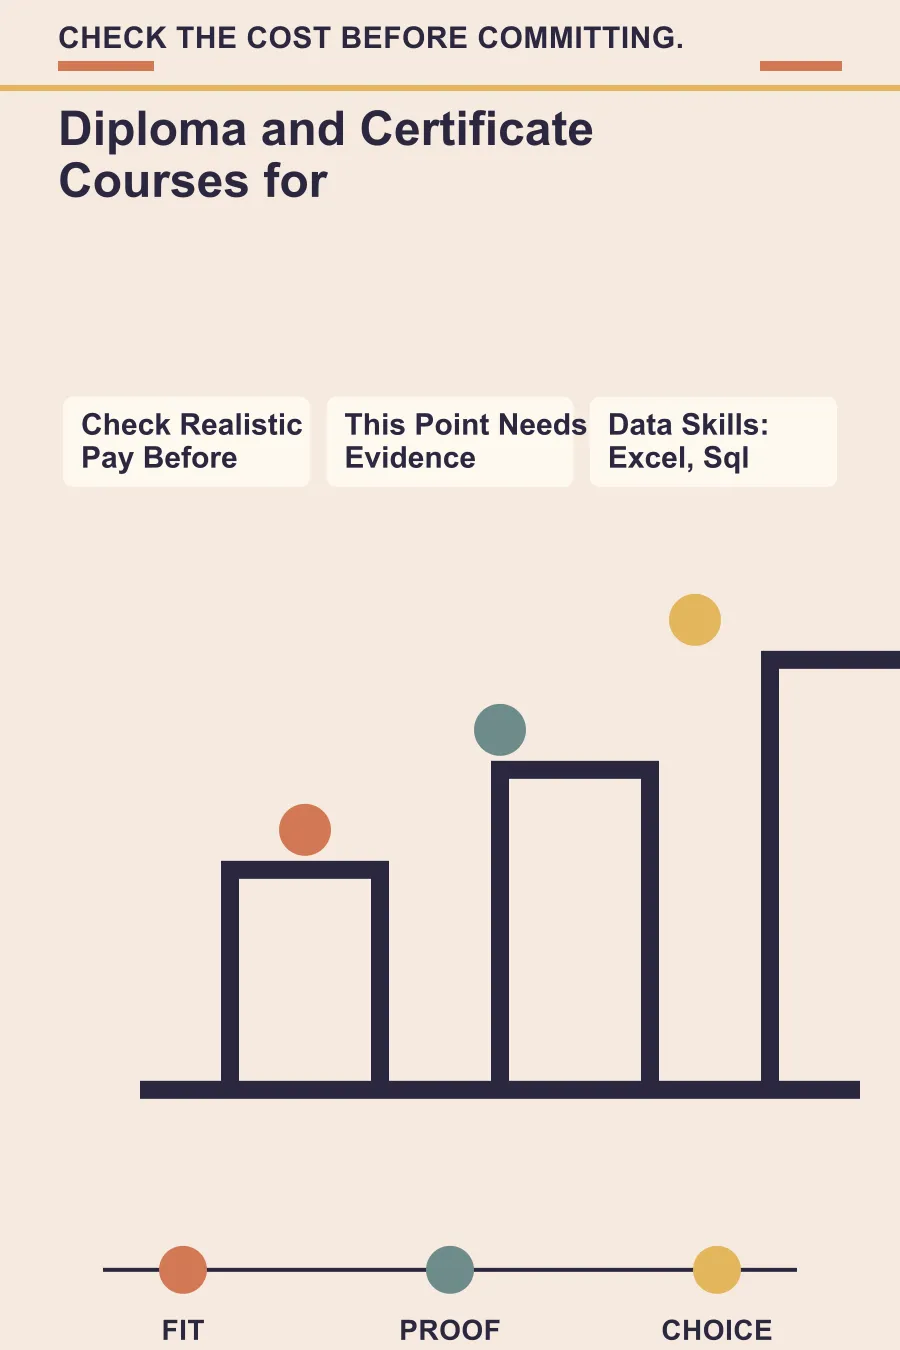 CHECK THE COST BEFORE COMMITTING.
Diploma and Certificate
Courses for
Check Realistic
Pay Before
This Point Needs
Evidence
Data Skills:
Excel, Sql
FIT
PROOF
CHOICE